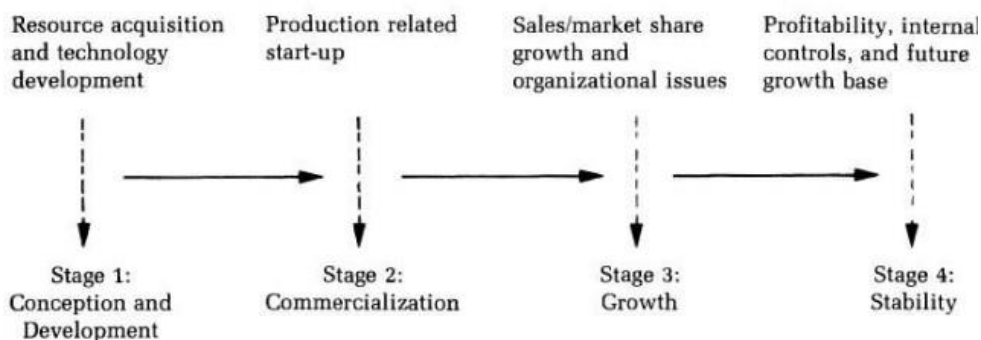 Resource acquisition
and technology
development
Production related
start-up
Sales/market share
growth and
organizational issues
Profitability, internal
controls, and future
growth base
Stage 1:
Conception and
Development
Stage 2:
Commercialization
Stage 3:
Growth
Stage 4:
Stability